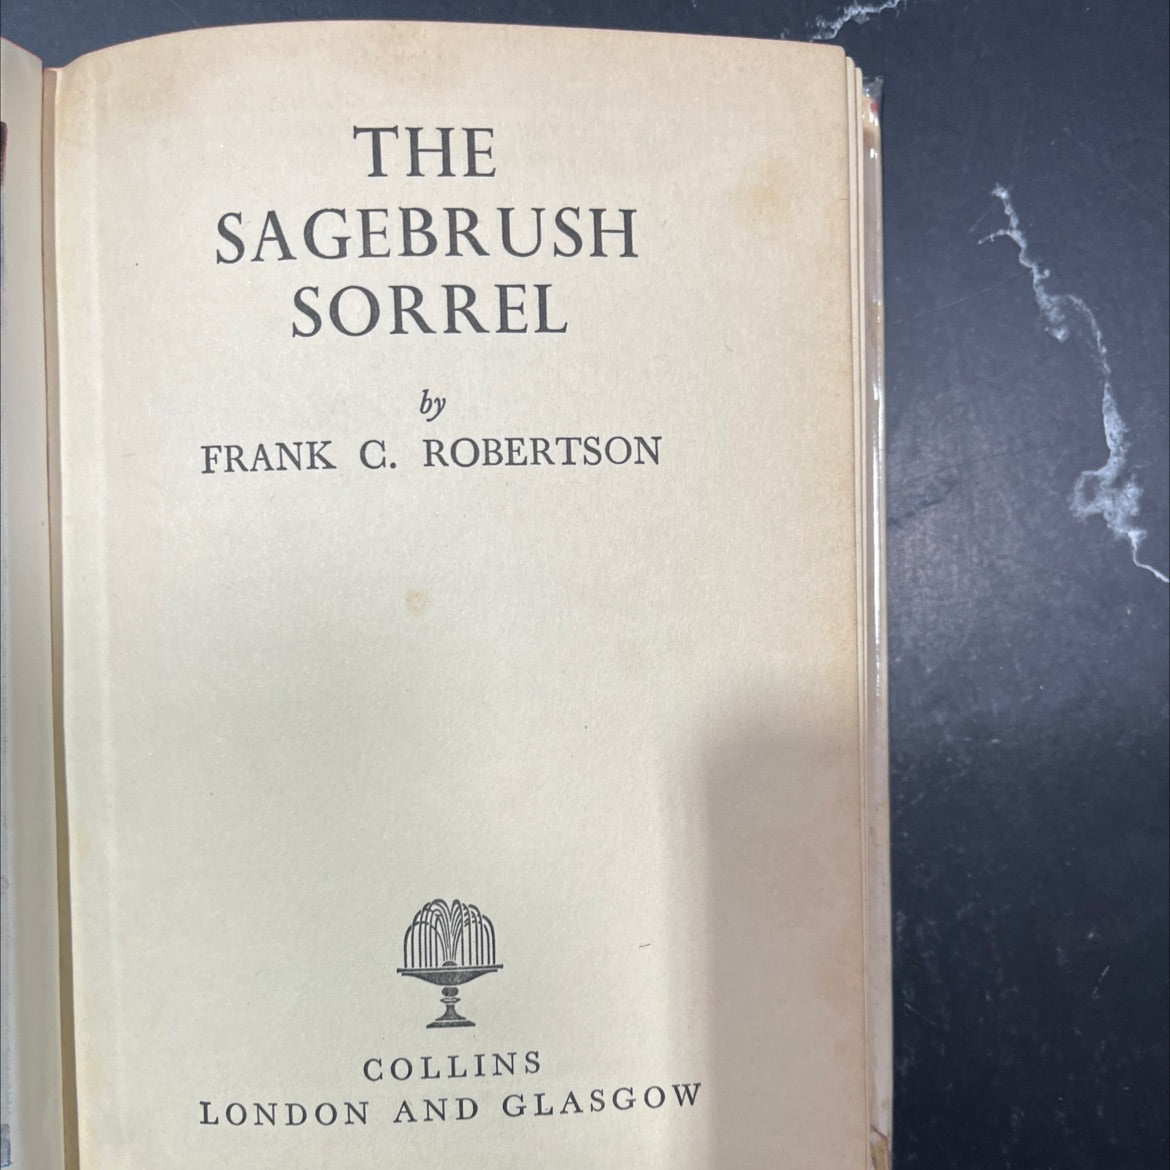 THE
SAGEBRUSH
SORREL
by
FRANK C. ROBERTSON
COLLINS
LONDON AND GLASGOW